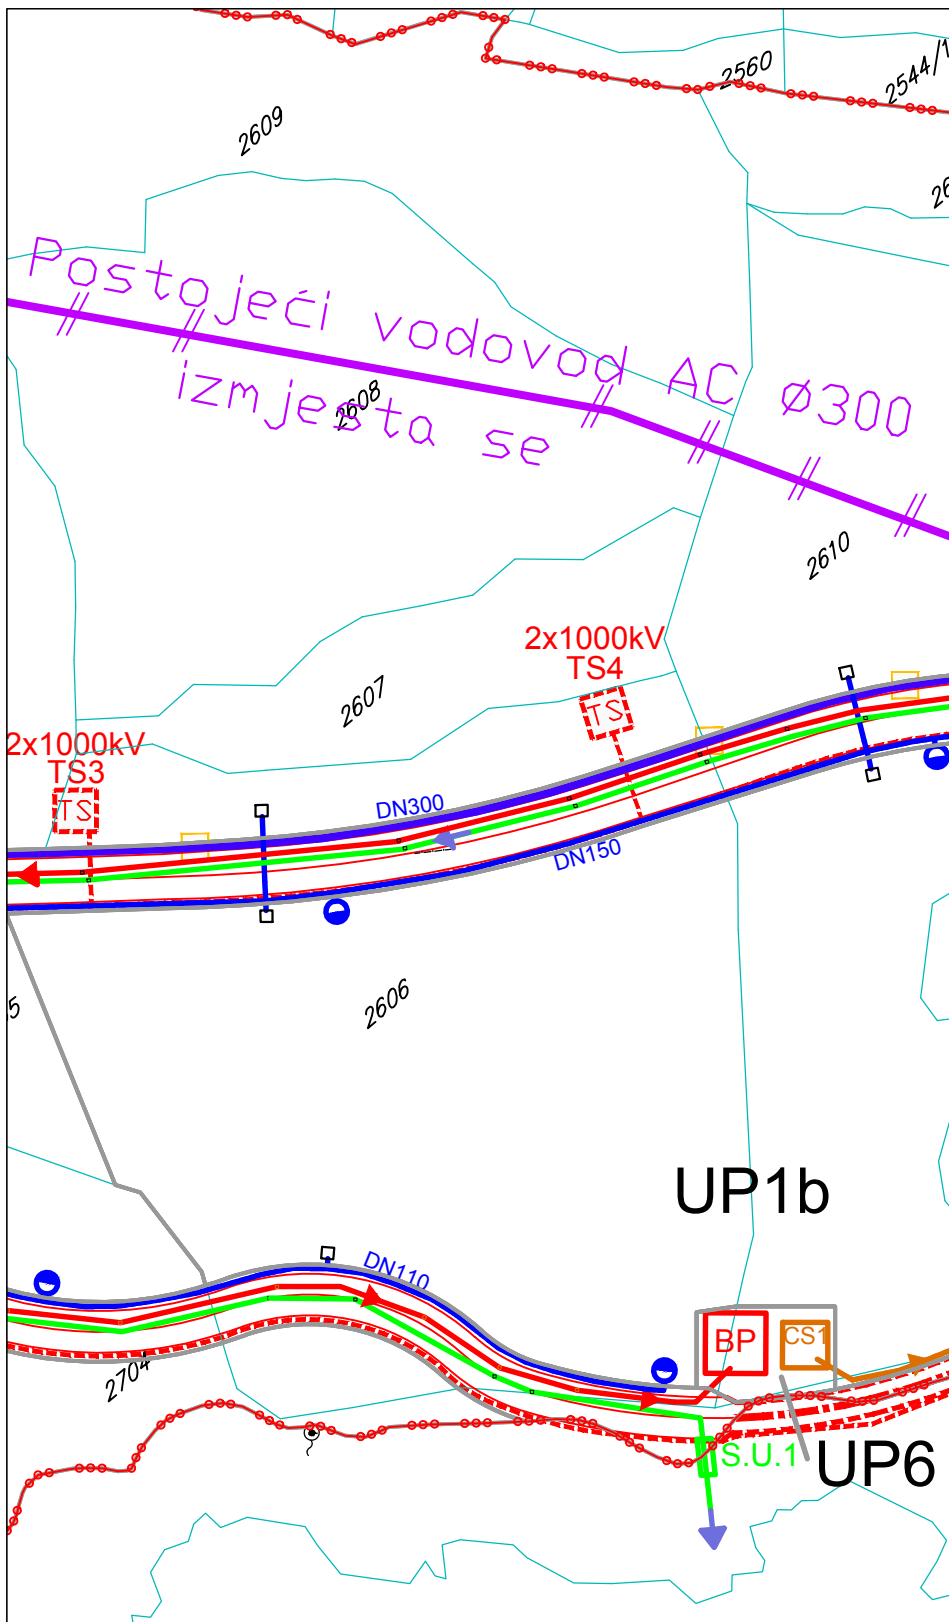 2560
2544/1
2609
26
Postojeći vodovod AC ø300
izmjesta se
2608
2610
2x1000kV
TS4
TS
2607
2x1000kV
TS3
TS
DN300
DN150
2606
5
UP1b
DN110
BP
CS1
2704
S.U.1
UP6